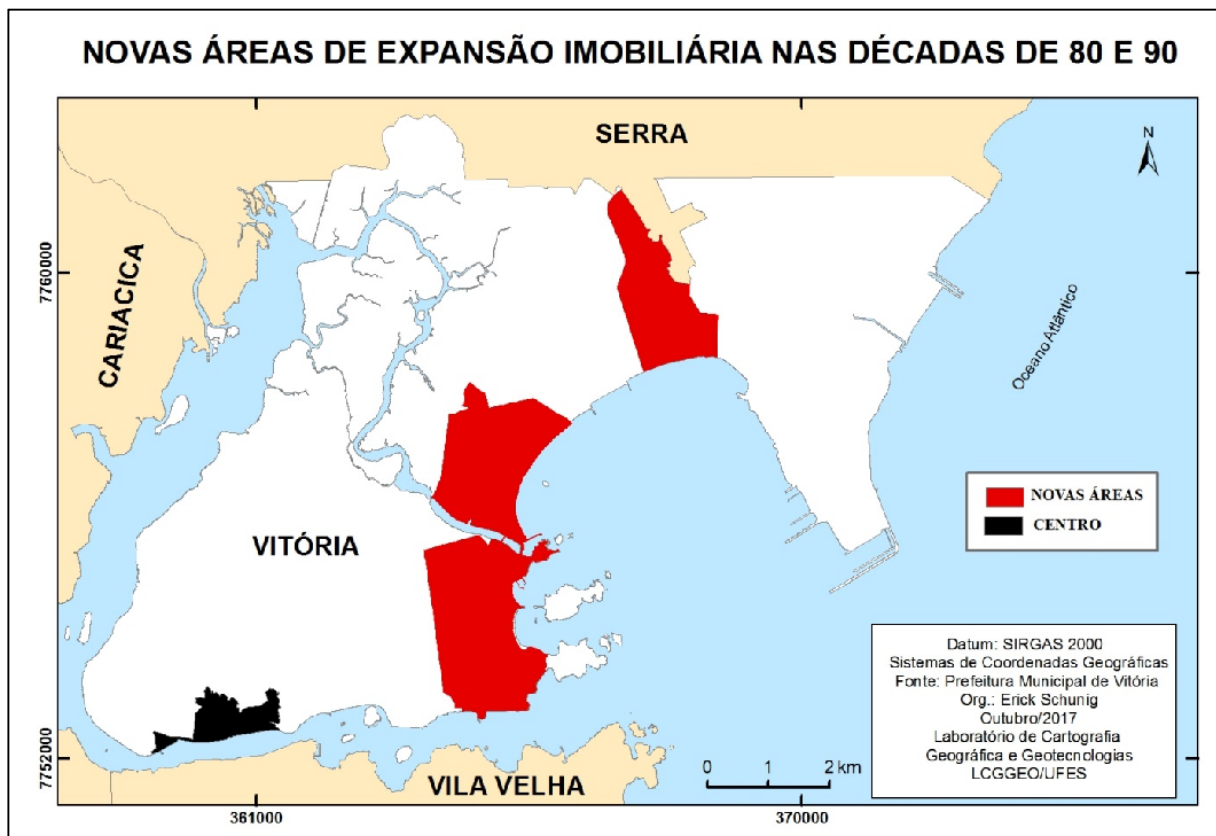 NOVAS ÁREAS DE EXPANSÃO IMOBILIÁRIA NAS DÉCADAS DE 80 E 90
SERRA
N
CARIACICA
7760000
Oceano Atlântico
NOVAS ÁREAS
CENTRO
VITÓRIA
Datum: SIRGAS 2000
Sistemas de Coordenadas Geográficas
Fonte: Prefeitura Municipal de Vitória
Org.: Erick Schunig
Outubro/2017
Laboratório de Cartografia
Geográfica e Geotecnologias
LCGGEO/UFES
7752000
VILA VELHA
0 1 2 km
361000
370000